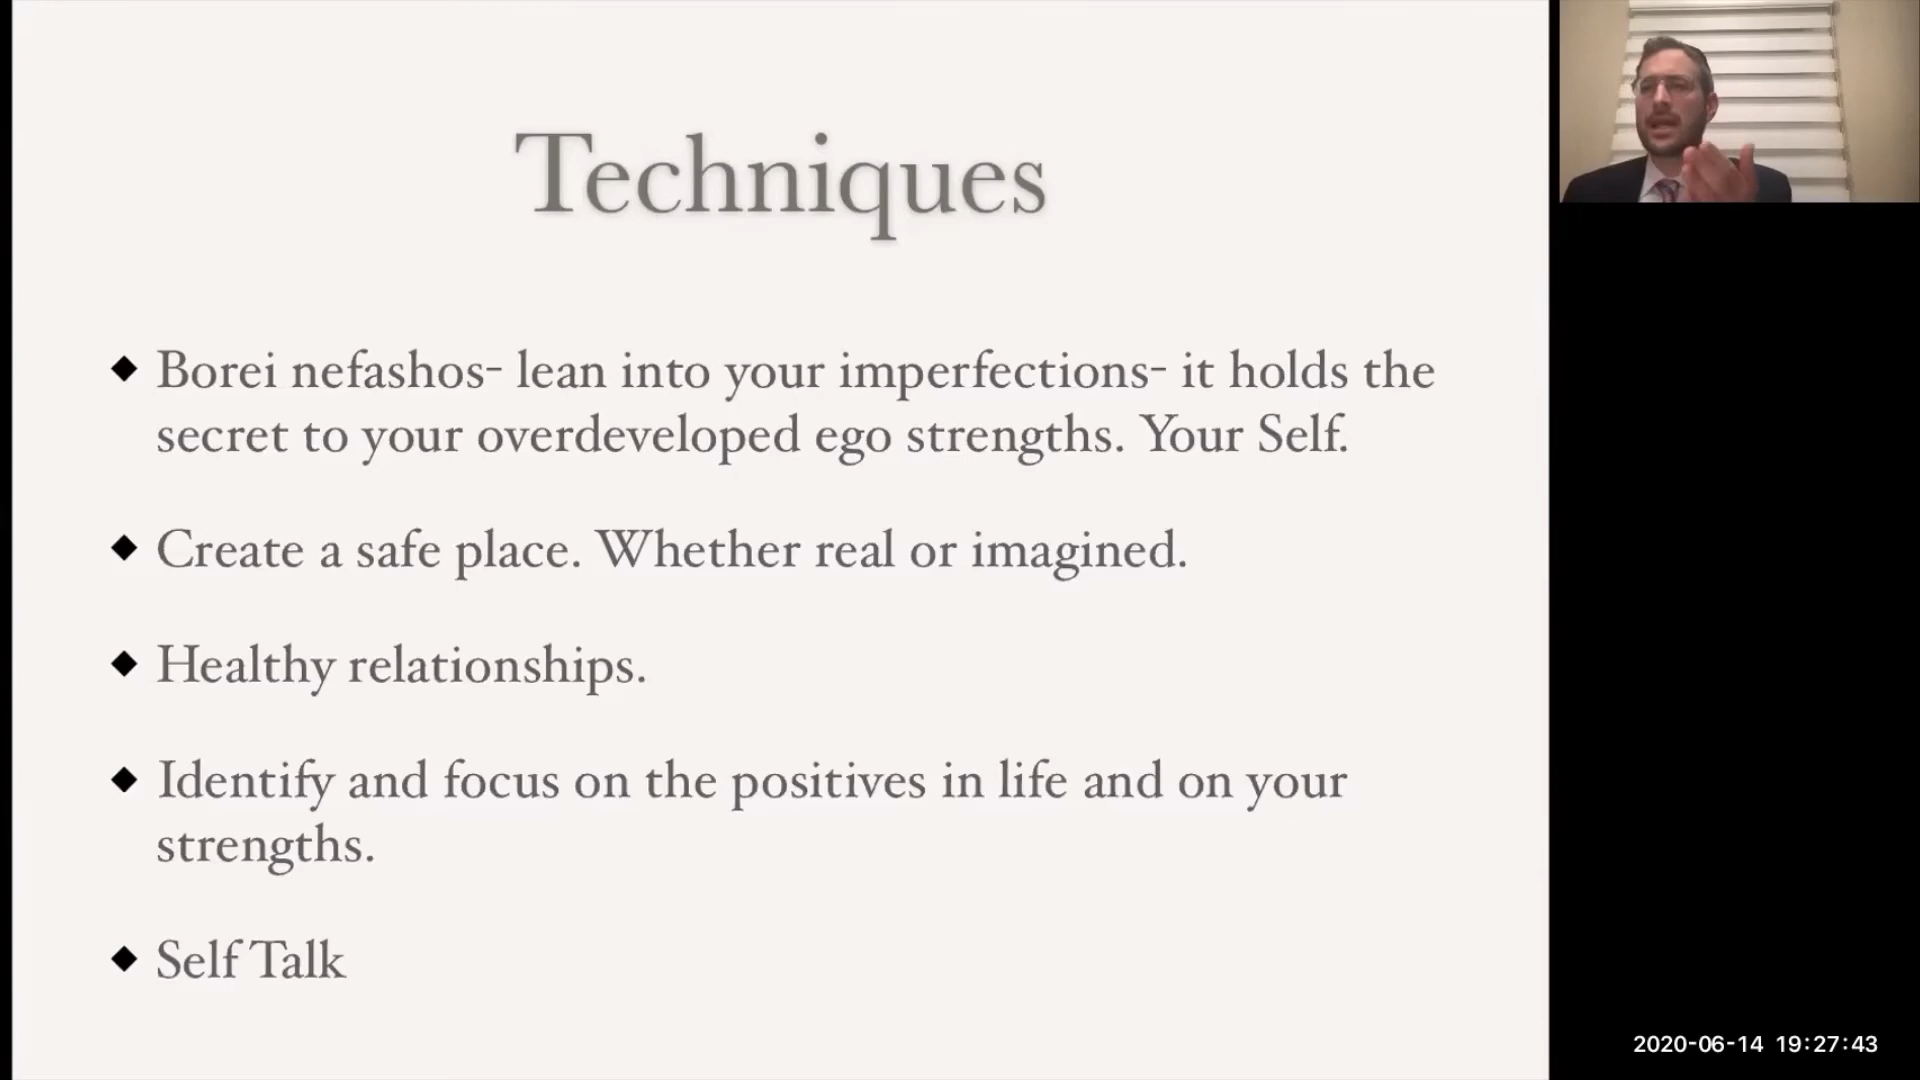 Techniques
◆ Borei nefashos- lean into your imperfections- it holds the
secret to your overdeveloped ego strengths. Your Self.
◆ Create a safe place. Whether real or imagined.
◆ Healthy relationships.
◆ Identify and focus on the positives in life and on your
strengths.
◆ Self Talk
2020-06-14 19:27:43